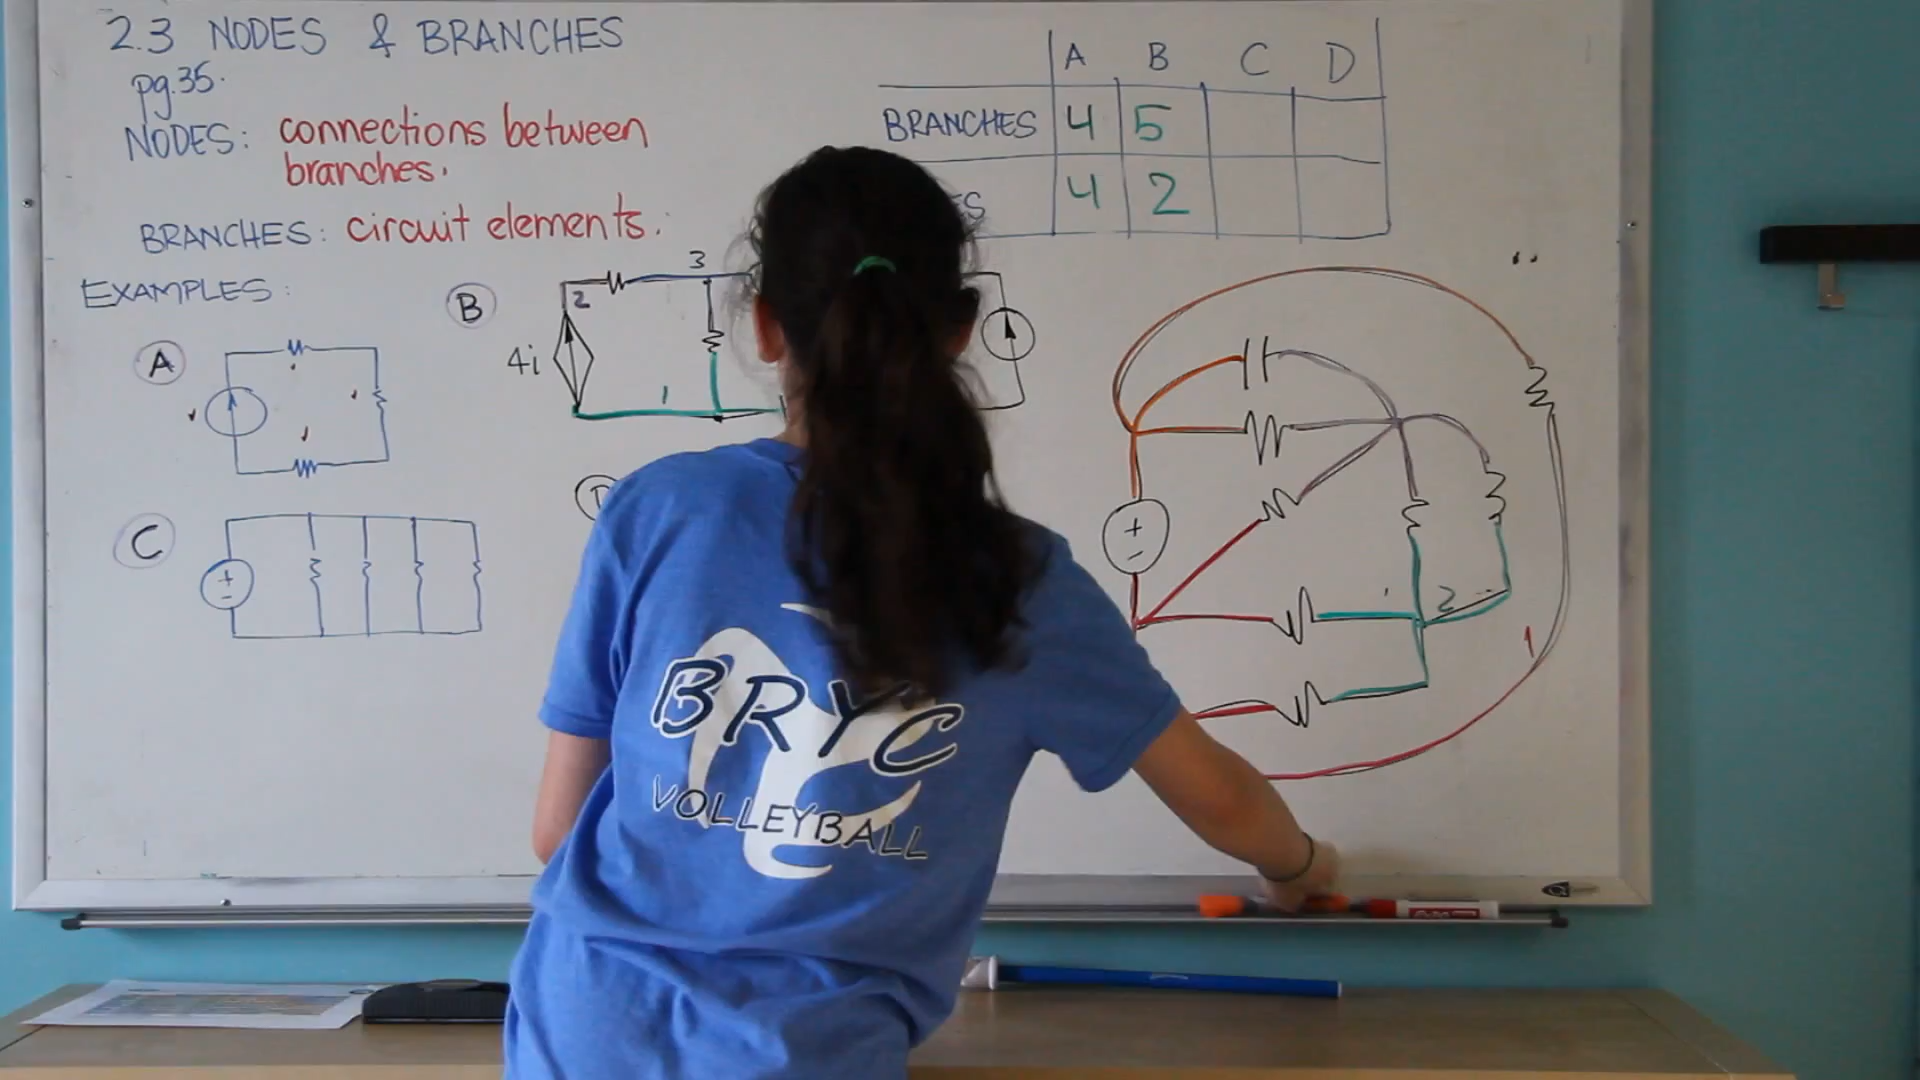 2.3 NODES & BRANCHES
pg.35.
NODES: connections between
branches.
BRANCHES: circuit elements.
EXAMPLES:
A B C D
BRANCHES 4 5
4 2
A
B
2
3
4i
1
C
+
-
+
-
2
1
BRYC
VOLLEYBALL